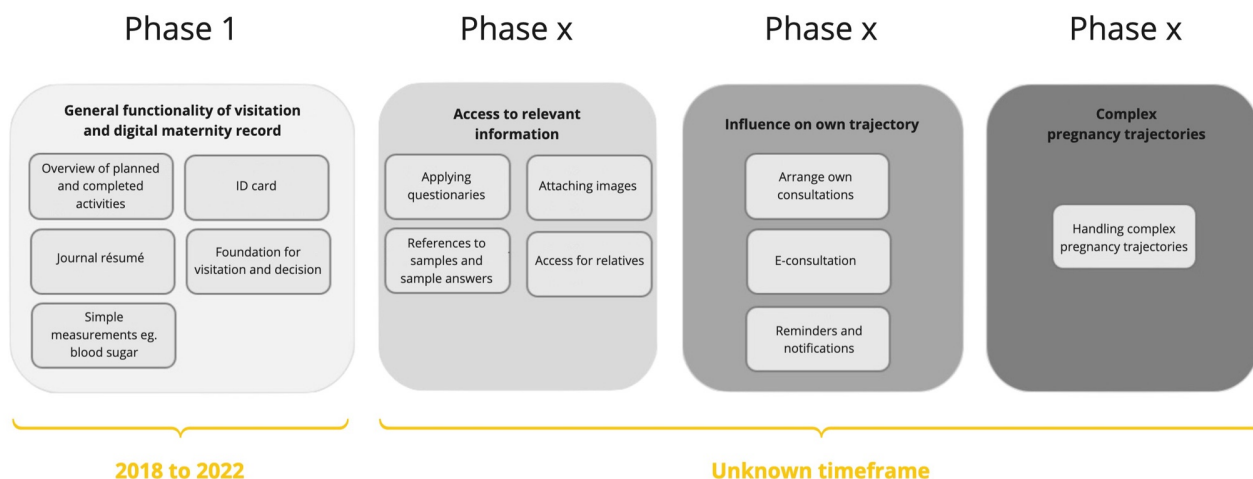 Phase 1
Phase x
Phase x
Phase x
General functionality of visitation
and digital maternity record
Overview of planned
and completed
activities
ID card
Journal résumé
Foundation for
visitation and decision
Simple
measurements eg.
blood sugar
Access to relevant
information
Applying
questionaries
Attaching images
References to
samples and
sample answers
Access for relatives
Influence on own trajectory
Arrange own
consultations
E-consultation
Reminders and
notifications
Complex
pregnancy trajectories
Handling complex
pregnancy trajectories
2018 to 2022
Unknown timeframe